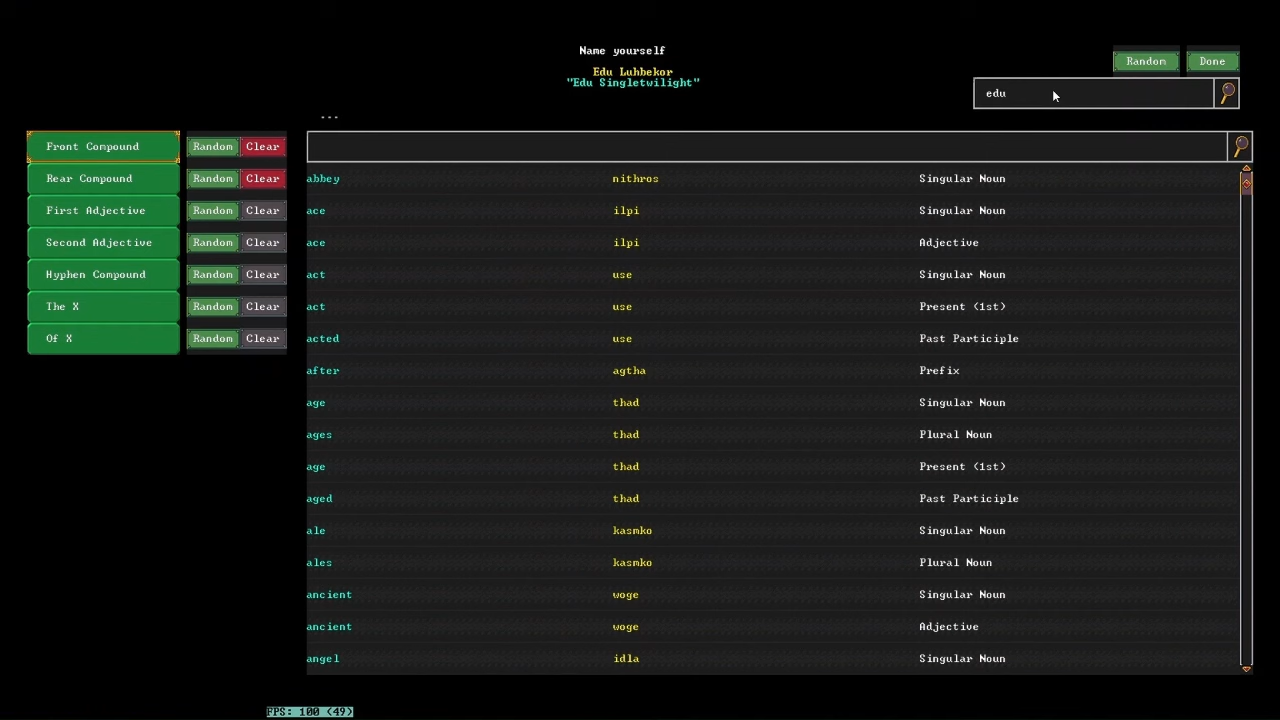 Name yourself
Edu Luhbekor
"Edu Singletwilight"
Random Done
edu
...
Front Compound Random Clear
Rear Compound Random Clear
First Adjective Random Clear
Second Adjective Random Clear
Hyphen Compound Random Clear
The X Random Clear
Of X Random Clear
abbey nithros Singular Noun
ace ilpi Singular Noun
ace ilpi Adjective
act use Singular Noun
act use Present (1st)
acted use Past Participle
after agtha Prefix
age thad Singular Noun
ages thad Plural Noun
age thad Present (1st)
aged thad Past Participle
ale kasmko Singular Noun
ales kasmko Plural Noun
ancient woge Singular Noun
ancient woge Adjective
angel idla Singular Noun
FPS: 100 (49)